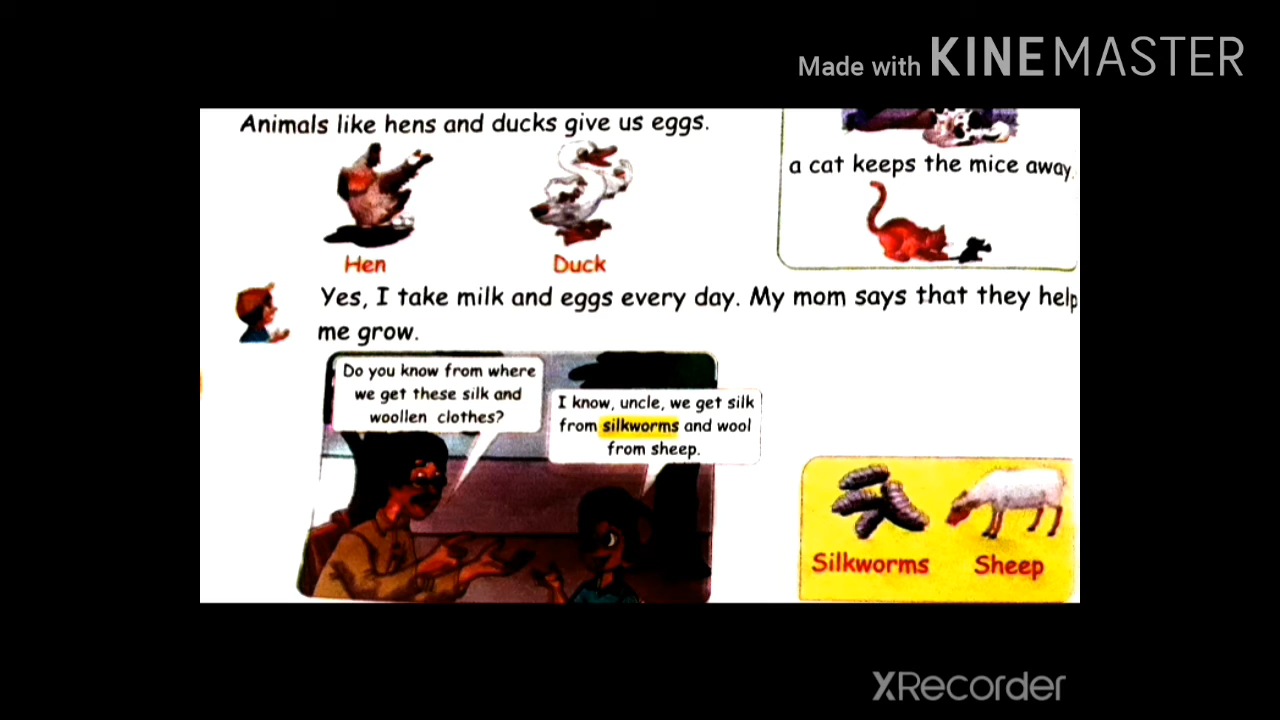 Made with KINEMASTER
Animals like hens and ducks give us eggs.
Hen
Duck
a cat keeps the mice away.
Yes, I take milk and eggs every day. My mom says that they help
me grow.
Do you know from where
we get these silk and
woollen clothes?
I know, uncle, we get silk
from silkworms and wool
from sheep.
Silkworms
Sheep
XRecorder